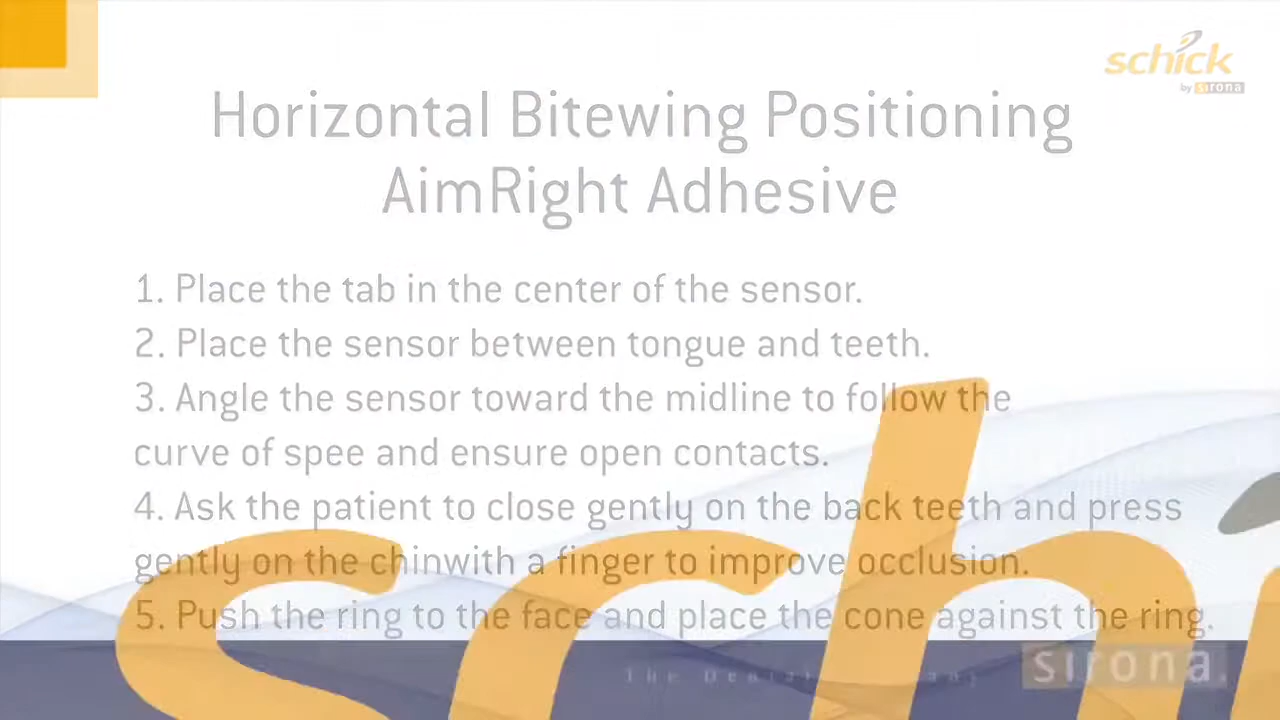 schick
by sirona
Horizontal Bitewing Positioning
AimRight Adhesive
1. Place the tab in the center of the sensor.
2. Place the sensor between tongue and teeth.
3. Angle the sensor toward the midline to follow the
curve of spee and ensure open contacts.
4. Ask the patient to close gently on the back teeth and press
gently on the chinwith a finger to improve occlusion.
5. Push the ring to the face and place the cone against the ring.
schi
The Dental
sirona.